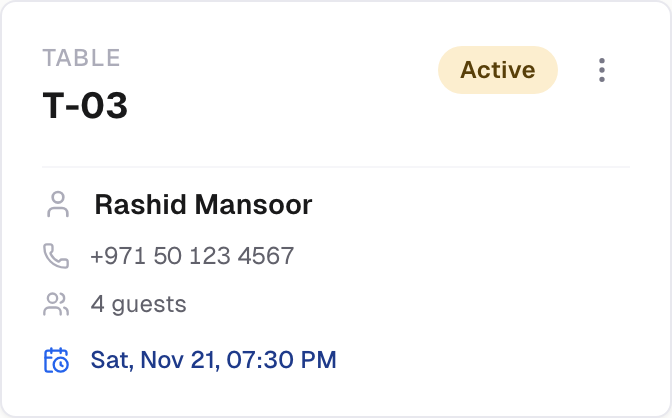 TABLE
T-03
Active
Rashid Mansoor
+971 50 123 4567
4 guests
Sat, Nov 21, 07:30 PM